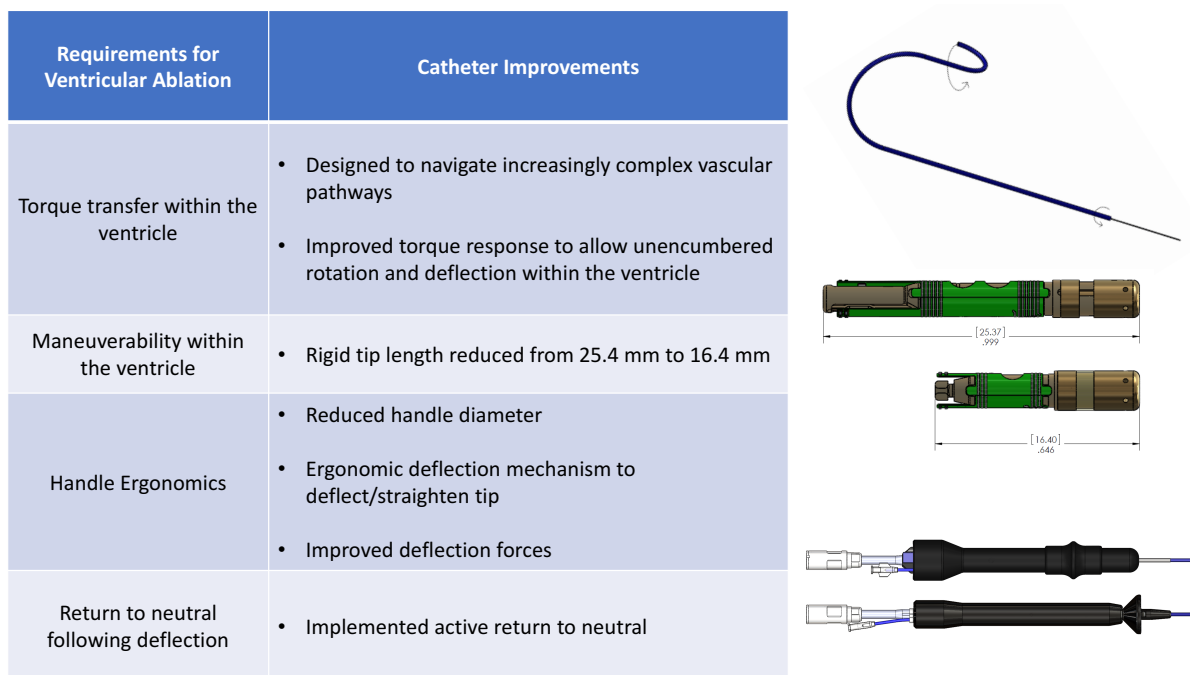 Requirements for
Ventricular Ablation
Catheter Improvements
Torque transfer within the
ventricle
• Designed to navigate increasingly complex vascular
pathways
• Improved torque response to allow unencumbered
rotation and deflection within the ventricle
Maneuverability within
the ventricle
• Rigid tip length reduced from 25.4 mm to 16.4 mm
Handle Ergonomics
• Reduced handle diameter
• Ergonomic deflection mechanism to
deflect/straighten tip
• Improved deflection forces
Return to neutral
following deflection
• Implemented active return to neutral
[25.37]
.999
[16.40]
.646